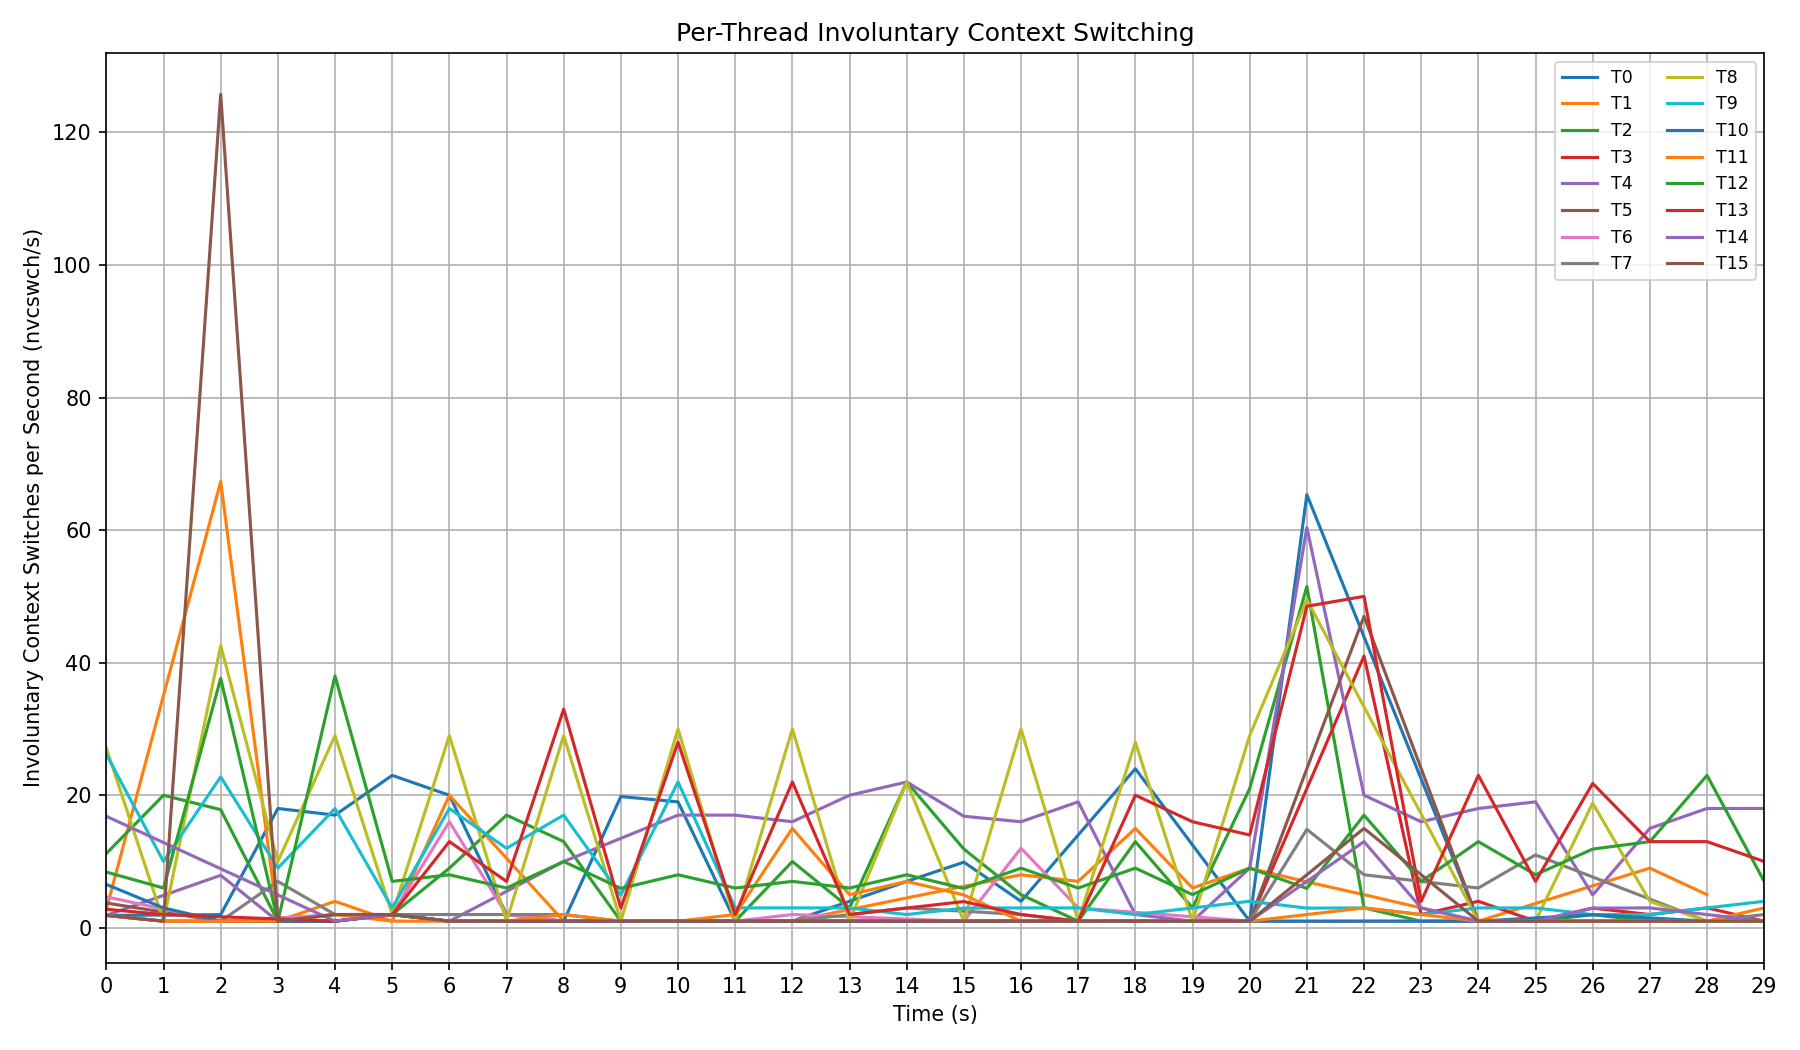 Per-Thread Involuntary Context Switching
Involuntary Context Switches per Second (nvcswch/s)
120
100
80
60
40
20
0
T0
T1
T2
T3
T4
T5
T6
T7
T8
T9
T10
T11
T12
T13
T14
T15
0 1 2 3 4 5 6 7 8 9 10 11 12 13 14 15 16 17 18 19 20 21 22 23 24 25 26 27 28 29
Time (s)